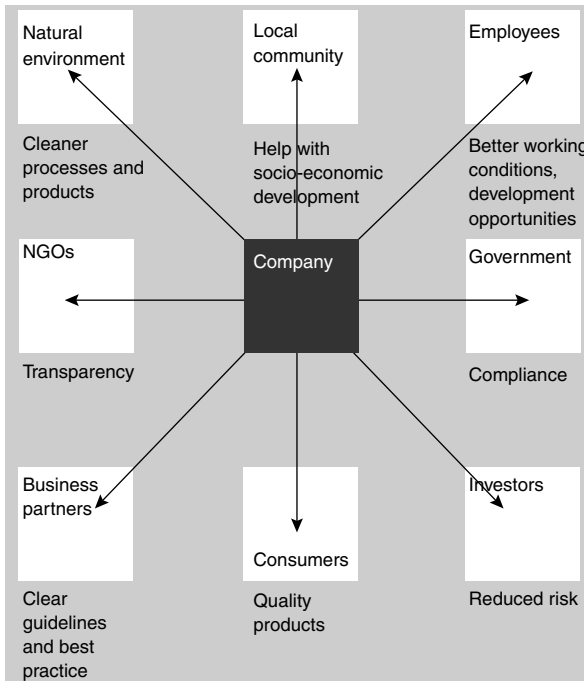 Natural
environment
Local
community
Employees
Cleaner
processes and
products
Help with
socio-economic
development
Better working
conditions,
development
opportunities
NGOs
Company
Government
Transparency
Compliance
Business
partners
Consumers
Investors
Clear
guidelines
and best
practice
Quality
products
Reduced risk